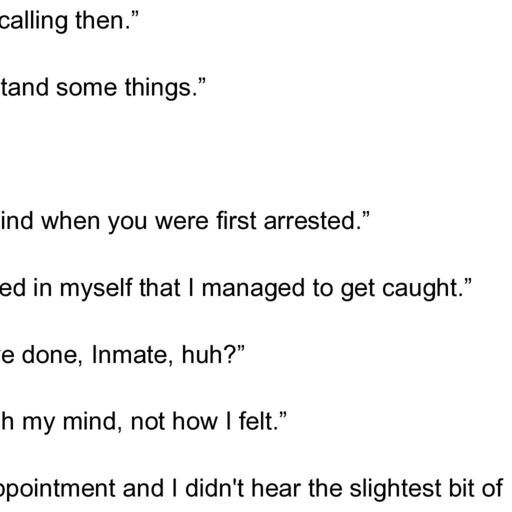 calling then.”
tand some things.”
ind when you were first arrested.”
ed in myself that I managed to get caught.”
e done, Inmate, huh?”
h my mind, not how I felt.”
ppointment and I didn't hear the slightest bit of